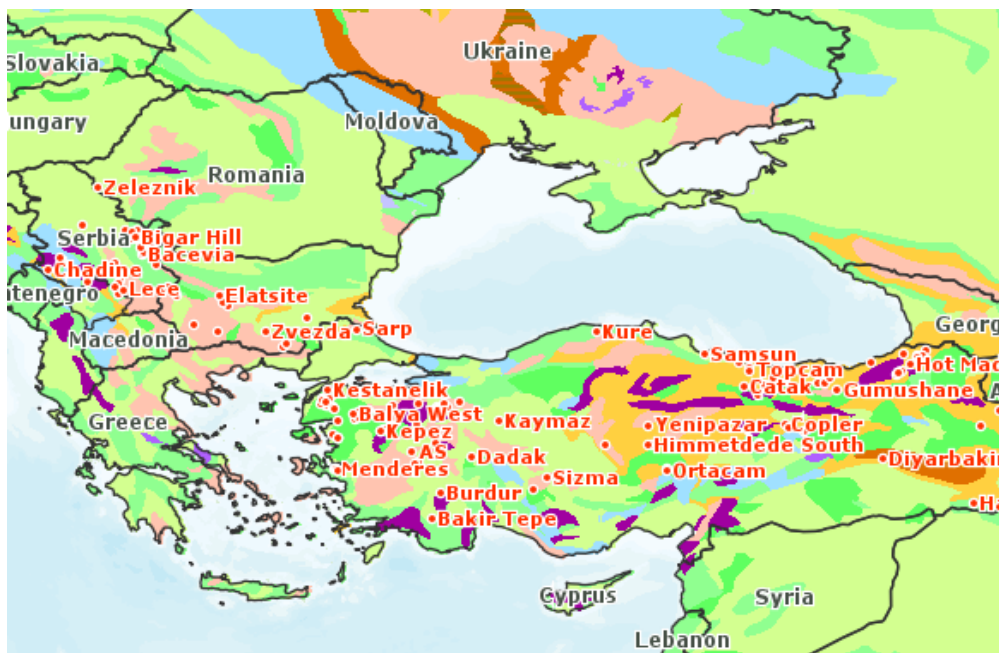 Ukraine
Slovakia
ungary
Moldova
Romania
Zeleznik
Serbia
Bigar Hill
Bacevia
Chadine
Lece
ntenegro
Elatsite
Zvezda
Sarp
Macedonia
Kure
Georg
Samsun
Topcam
Hot Mad
Catak
Gumushane
A
Kestanelik
Balya West
Greece
Kepez
Kaymaz
Yenipazar
Copler
Himmetdede South
AS
Dadak
Diyarbakir
Menderes
Sizma
Ortacam
Burdur
Ha
Bakir Tepe
Cyprus
Syria
Lebanon